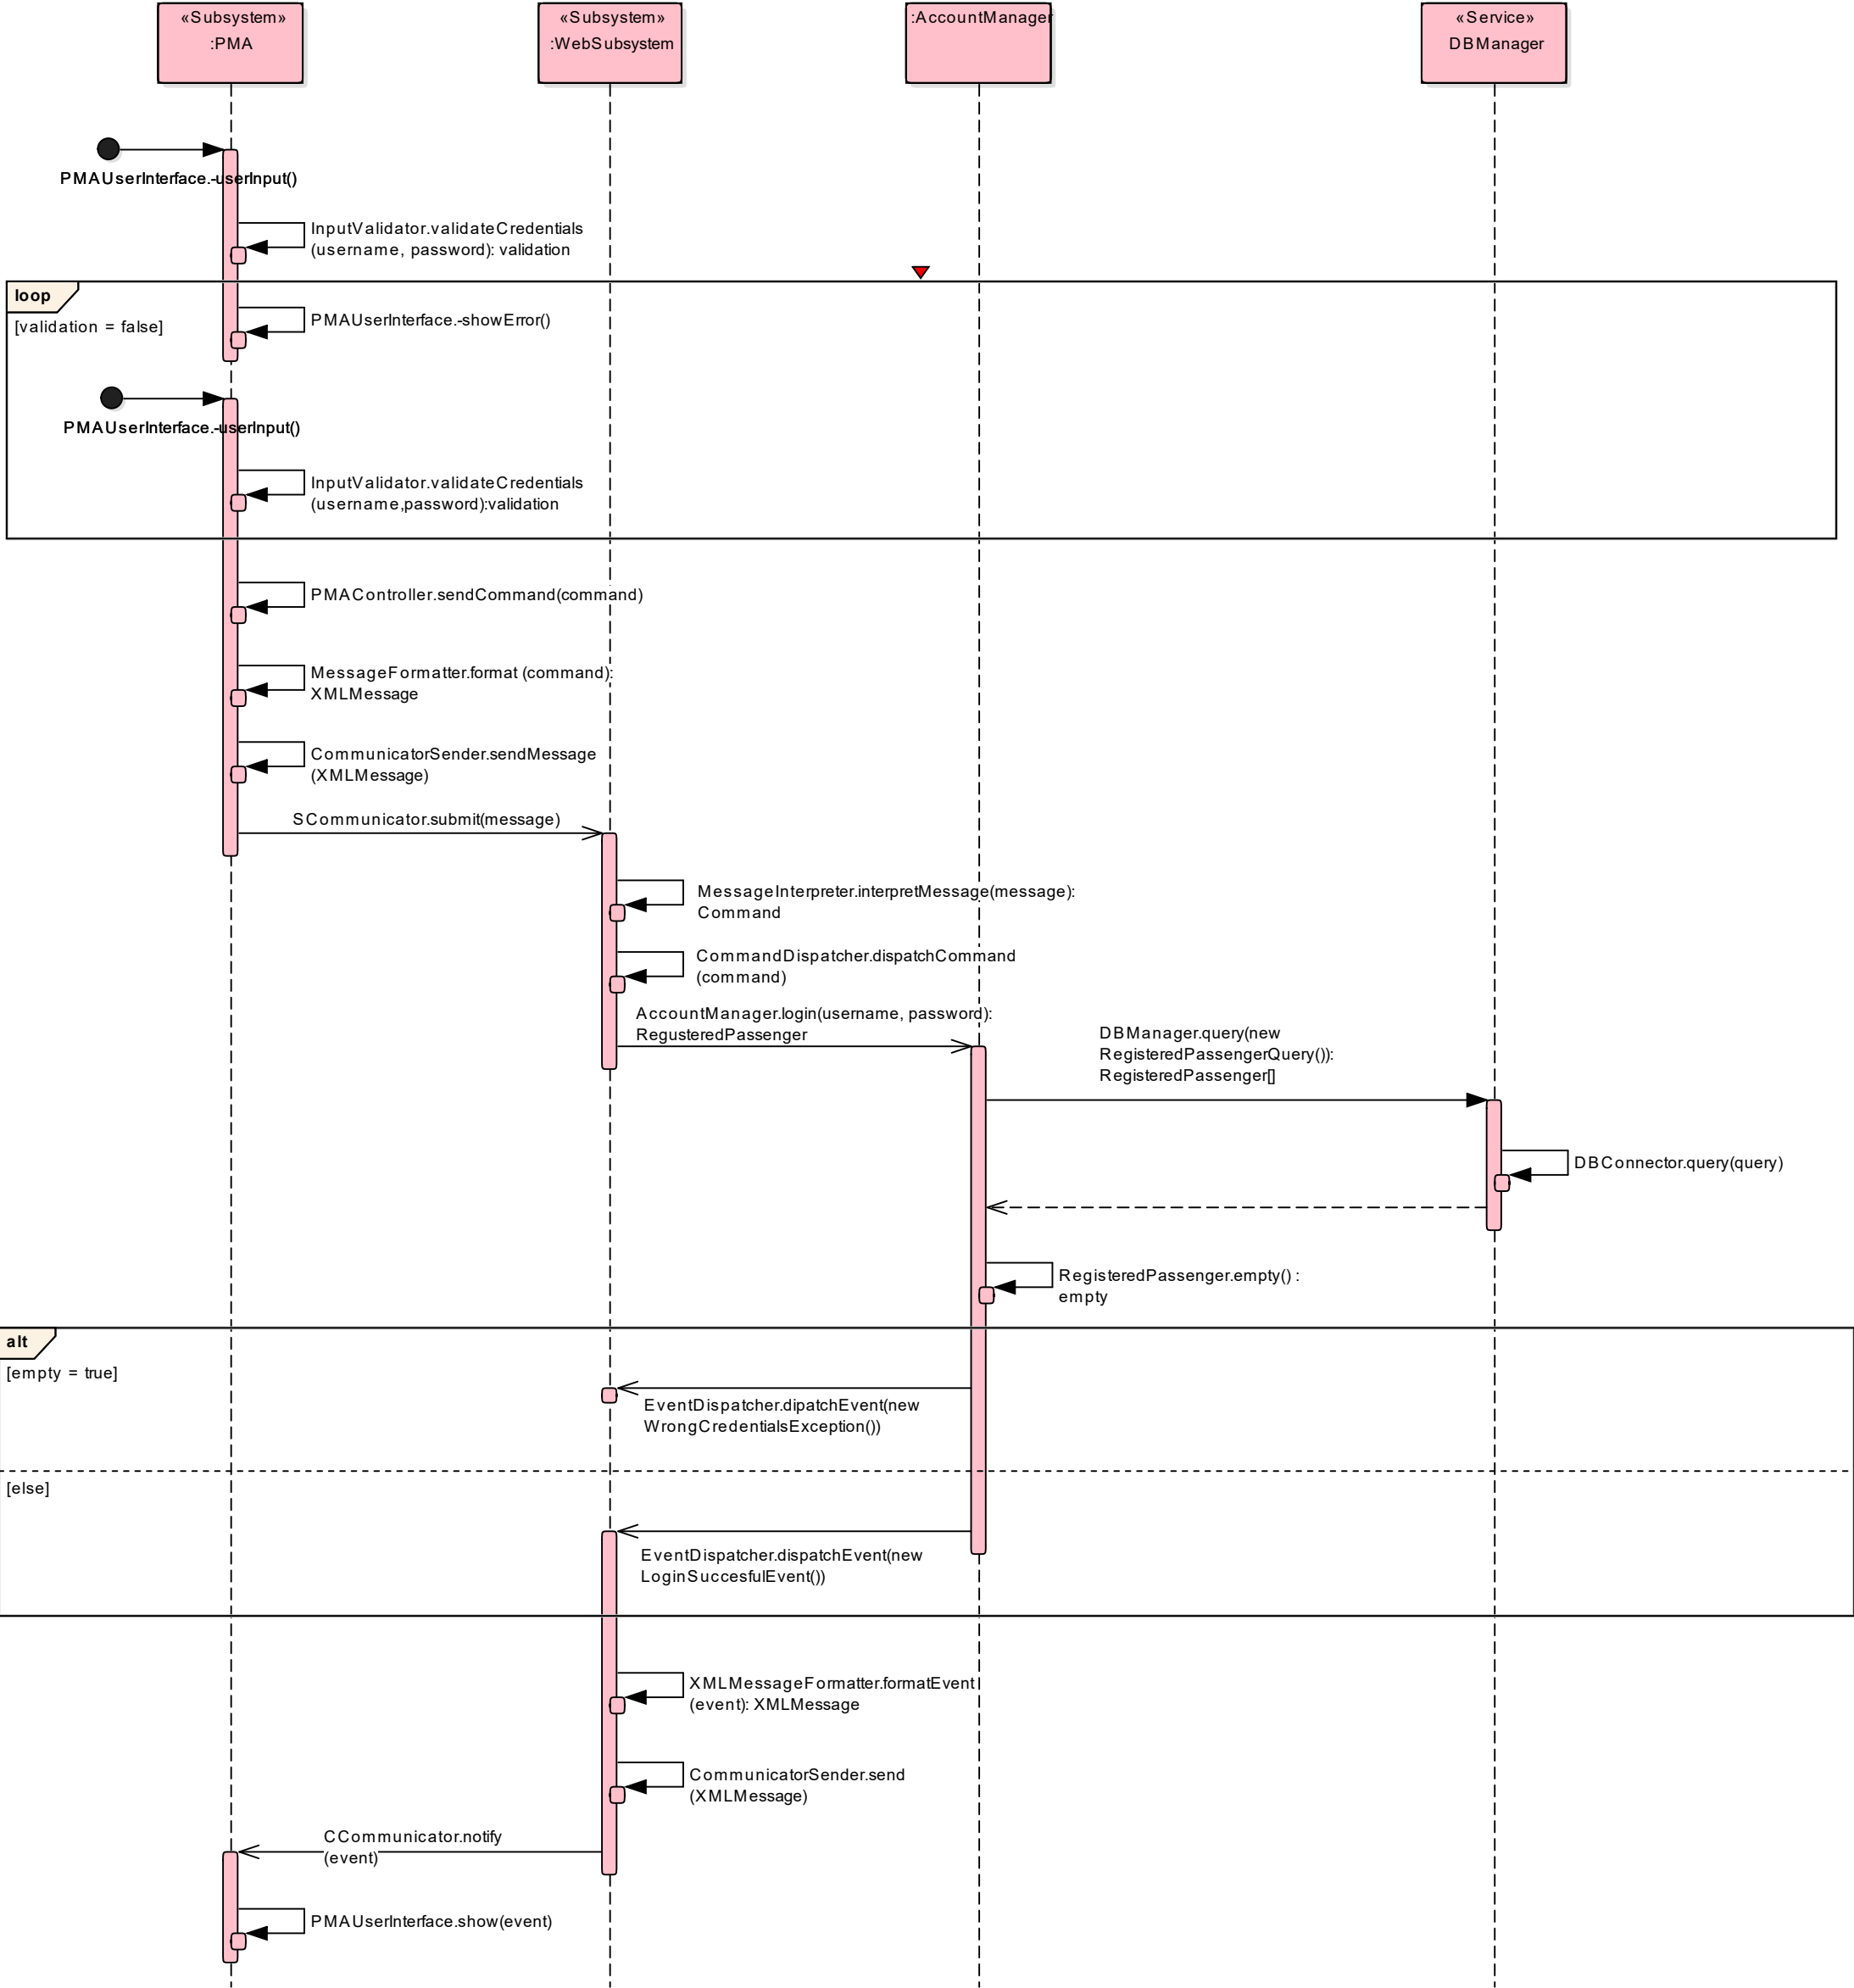 «Subsystem»
:PMA
«Subsystem»
:WebSubsystem
:AccountManager
«Service»
DBManager
PMAUserInterface.-userInput()
InputValidator.validateCredentials
(username, password): validation
loop
[validation = false]
PMAUserInterface.-showError()
PMAUserInterface.-userInput()
InputValidator.validateCredentials
(username,password):validation
PMAController.sendCommand(command)
MessageFormatter.format (command):
XMLMessage
CommunicatorSender.sendMessage
(XMLMessage)
SCommunicator.submit(message)
MessageInterpreter.interpretMessage(message):
Command
CommandDispatcher.dispatchCommand
(command)
AccountManager.login(username, password):
RegusteredPassenger
DBManager.query(new
RegisteredPassengerQuery()):
RegisteredPassenger[]
DBConnector.query(query)
RegisteredPassenger.empty() :
empty
alt
[empty = true]
EventDispatcher.dipatchEvent(new
WrongCredentialsException())
[else]
EventDispatcher.dispatchEvent(new
LoginSuccesfulEvent())
XMLMessageFormatter.formatEvent
(event): XMLMessage
CommunicatorSender.send
(XMLMessage)
CCommunicator.notify
(event)
PMAUserInterface.show(event)